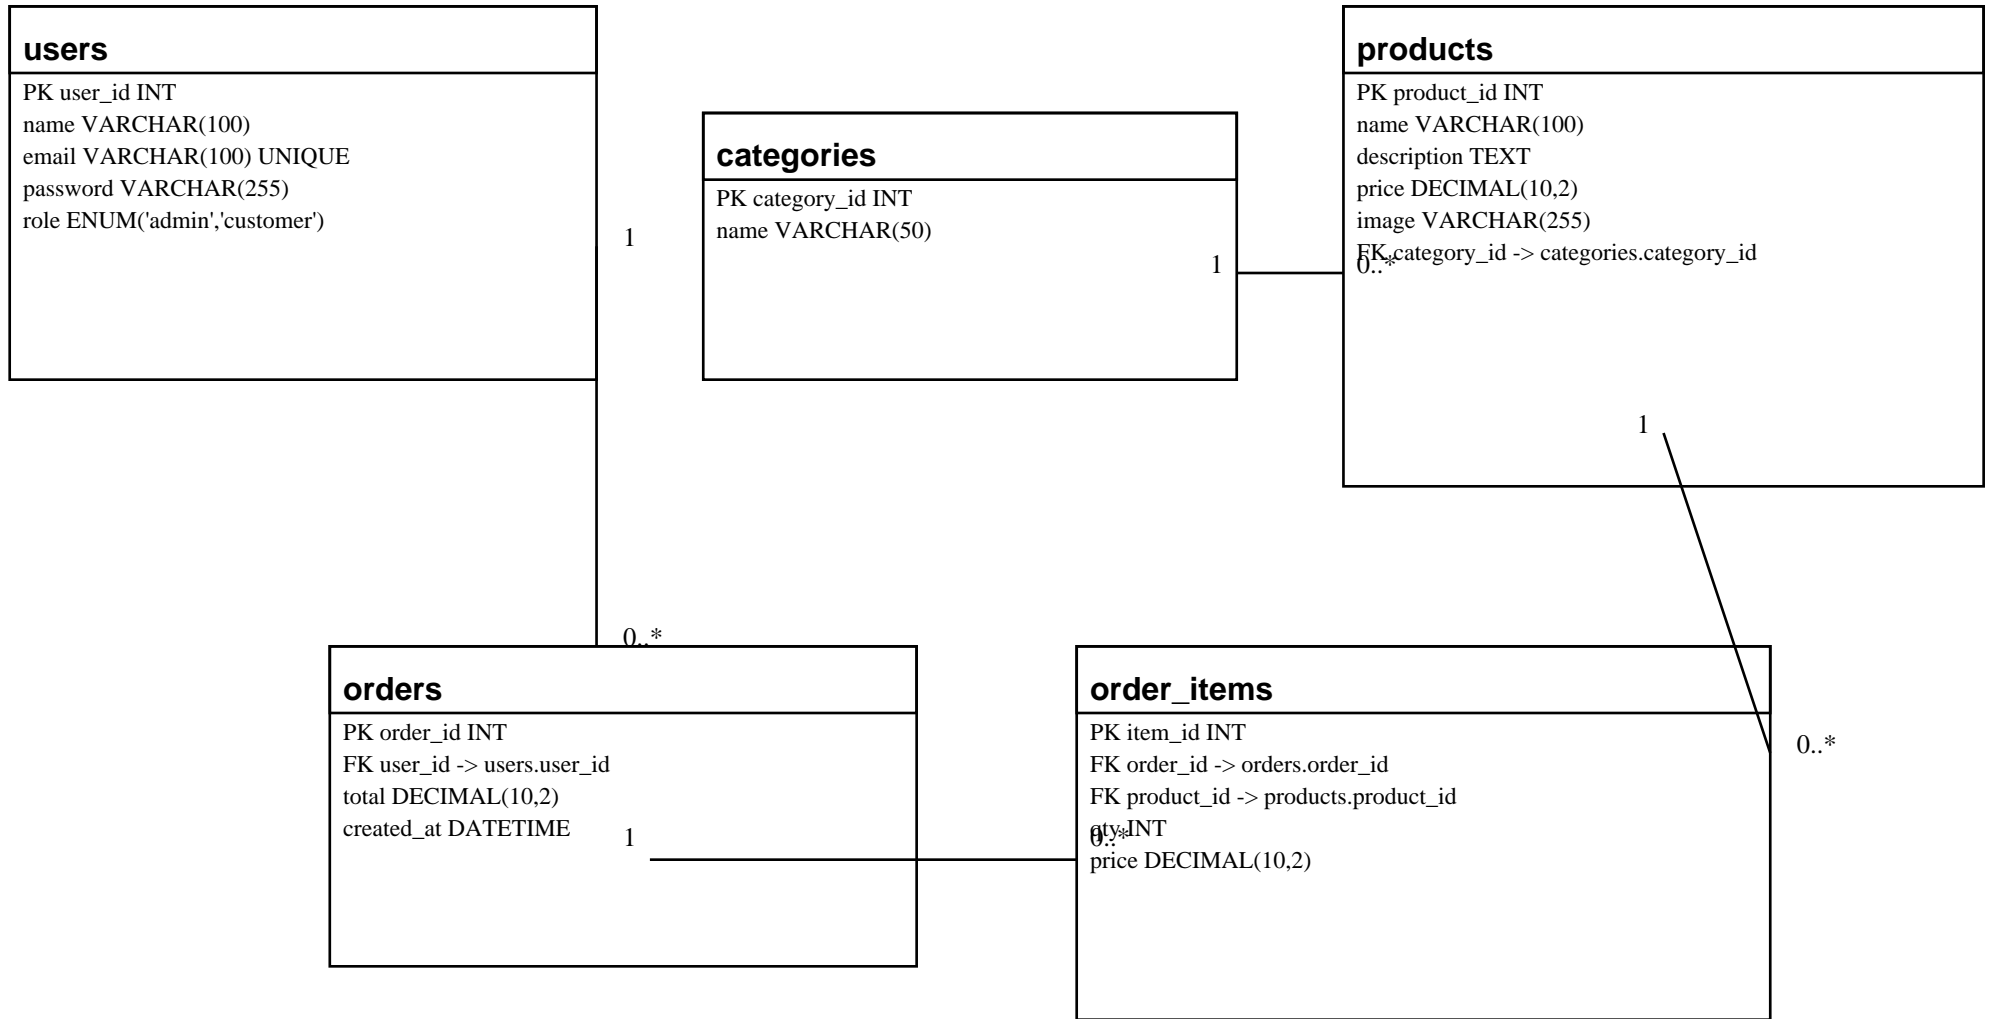 users
PK user_id INT
name VARCHAR(100)
email VARCHAR(100) UNIQUE
password VARCHAR(255)
role ENUM('admin','customer')
1
categories
PK category_id INT
name VARCHAR(50)
1
products
PK product_id INT
name VARCHAR(100)
description TEXT
price DECIMAL(10,2)
image VARCHAR(255)
FK category_id -> categories.category_id
0..*
1
0..*
orders
PK order_id INT
FK user_id -> users.user_id
total DECIMAL(10,2)
created_at DATETIME
1
order_items
PK item_id INT
FK order_id -> orders.order_id
FK product_id -> products.product_id
qty INT
0..*
price DECIMAL(10,2)
0..*